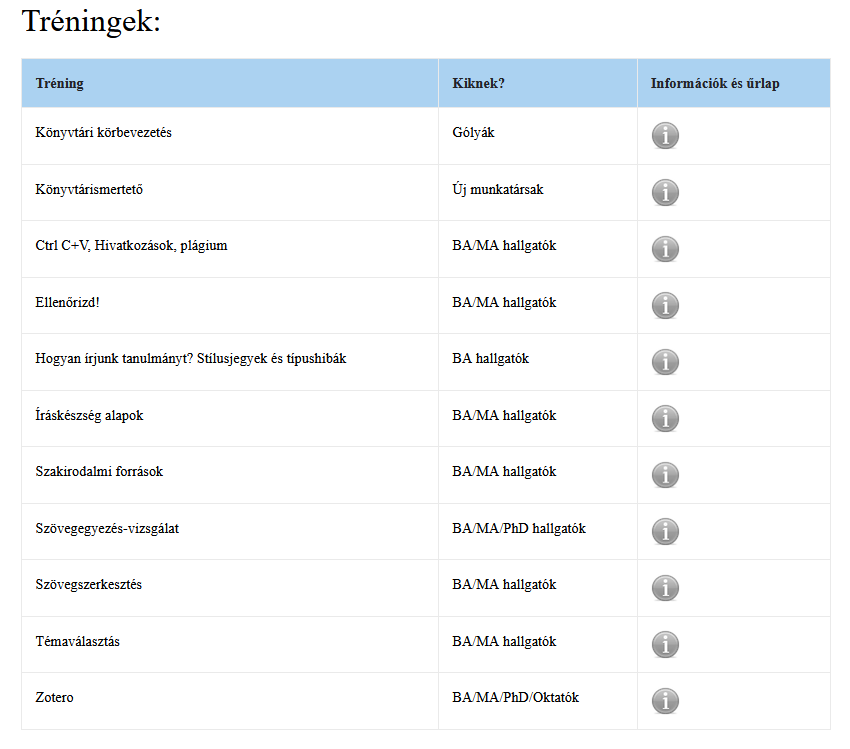 Tréningek:
Tréning Kiknek? Információk és űrlap
Könyvtári körbevezetés Gólyák
Könyvtárismertető Új munkatársak
Ctrl C+V, Hivatkozások, plágium BA/MA hallgatók
Ellenőrizd! BA/MA hallgatók
Hogyan írjunk tanulmányt? Stílusjegyek és típushibák BA hallgatók
Íráskészség alapok BA/MA hallgatók
Szakirodalmi források BA/MA hallgatók
Szövegegyezés-vizsgálat BA/MA/PhD hallgatók
Szövegszerkesztés BA/MA hallgatók
Témaválasztás BA/MA hallgatók
Zotero BA/MA/PhD/Oktatók